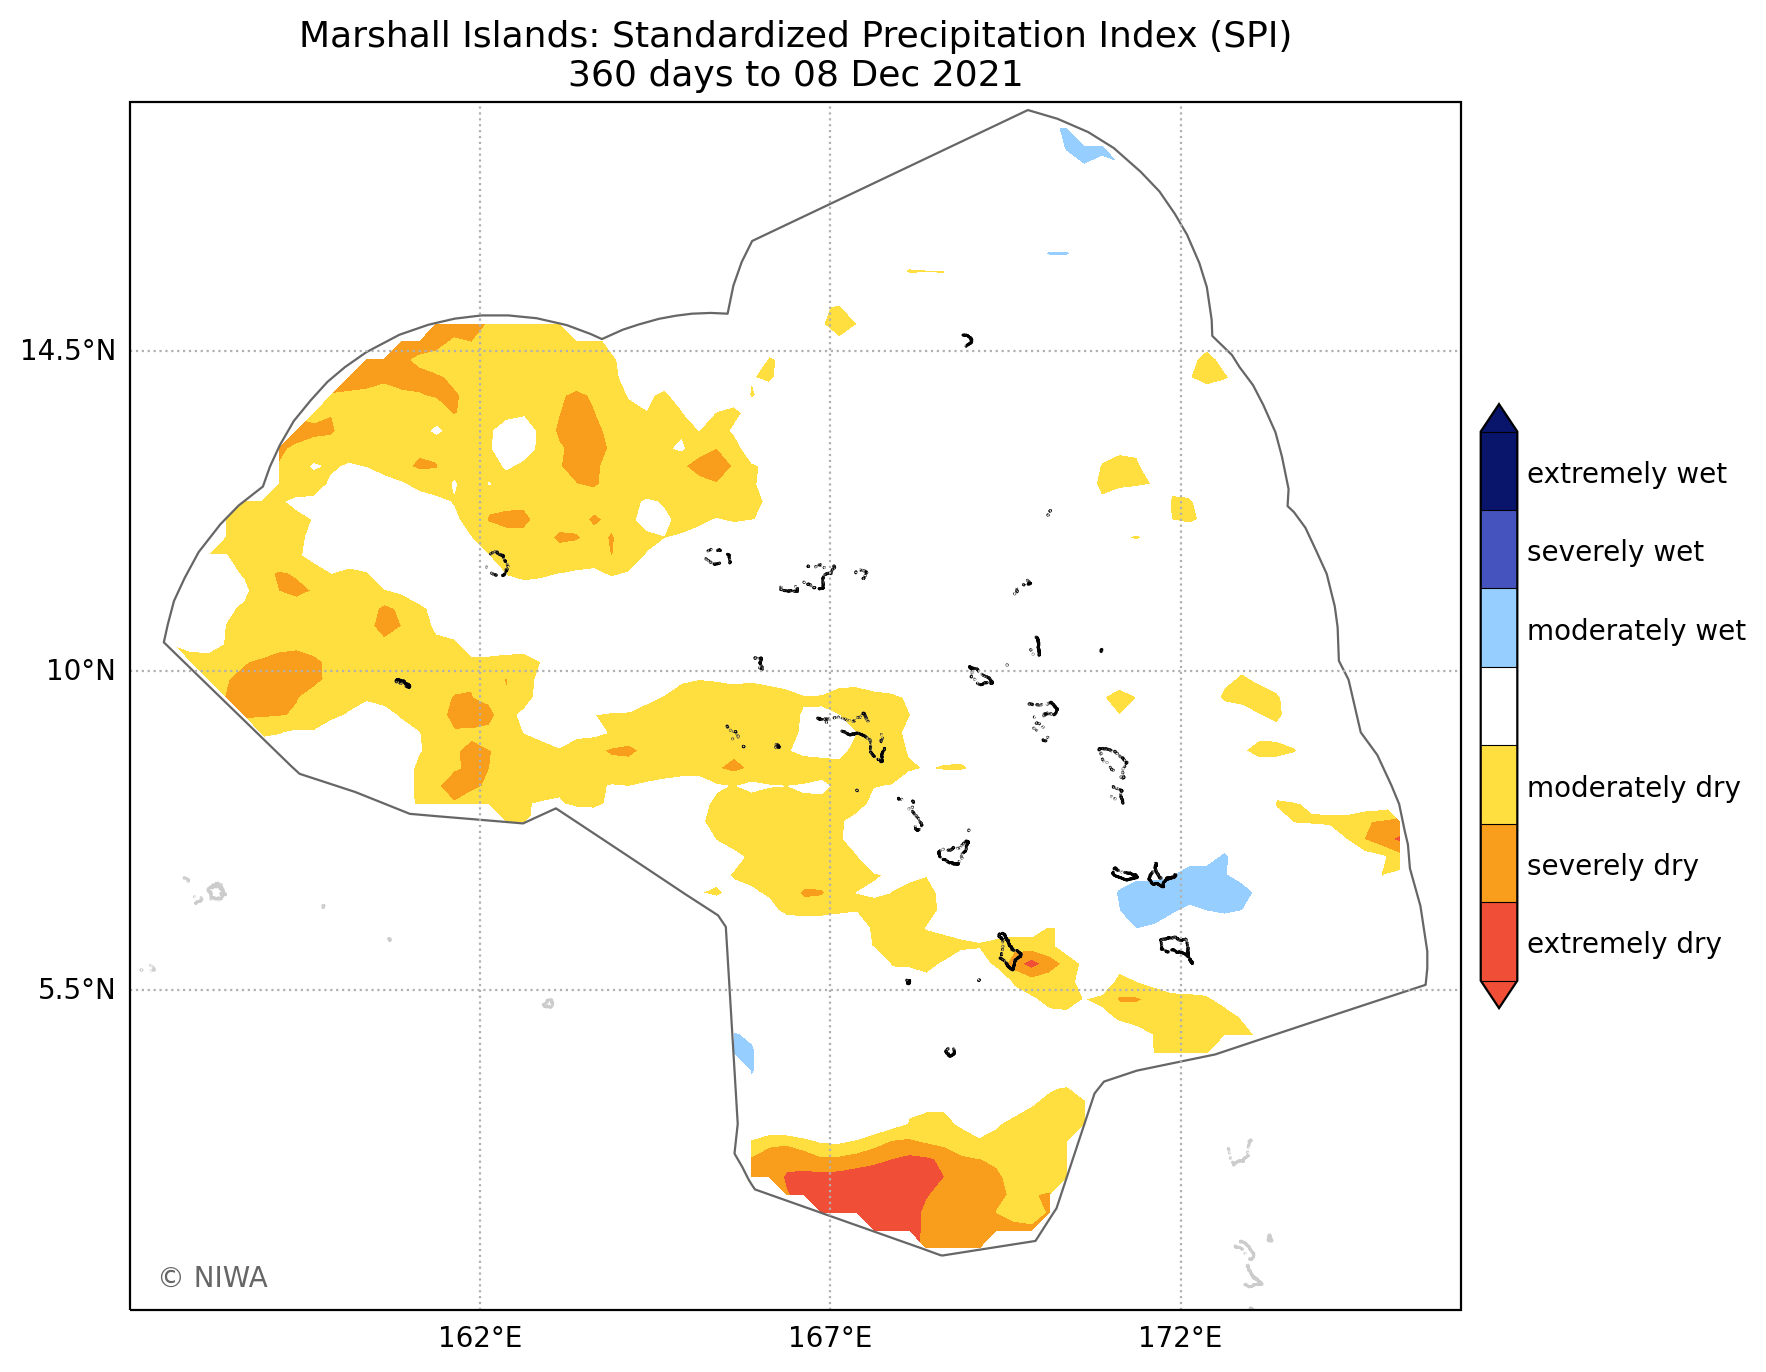 Marshall Islands: Standardized Precipitation Index (SPI)
360 days to 08 Dec 2021
14.5°N
10°N
5.5°N
162°E
167°E
172°E
© NIWA
extremely wet
severely wet
moderately wet
moderately dry
severely dry
extremely dry